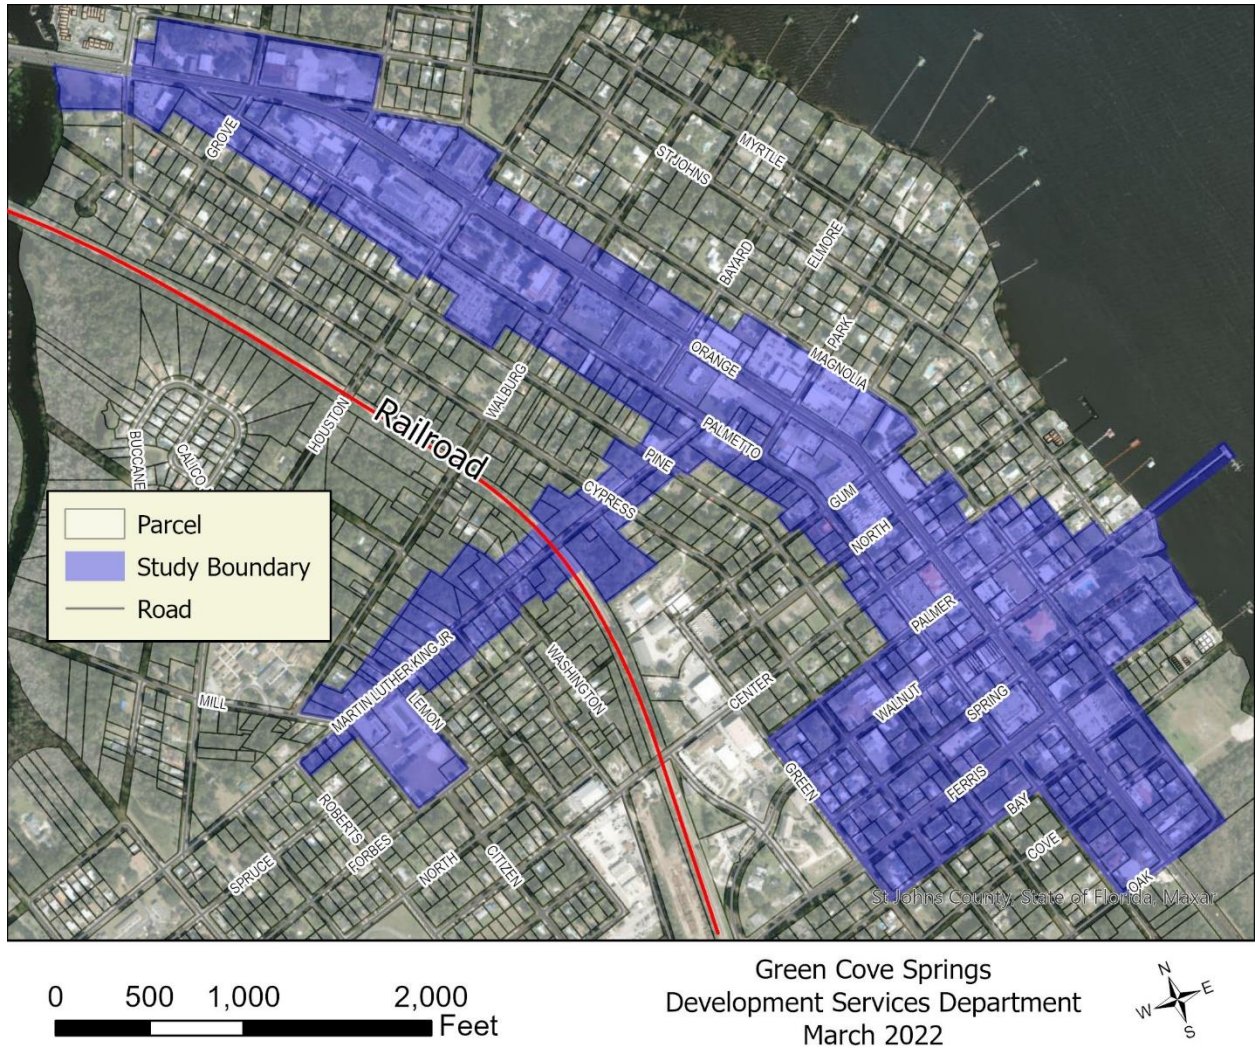 MYRTLE
ST JOHNS
GROVE
ELMORE
BAYARD
PARK
MAGNOLIA
ORANGE
WALBURG
HOUSTON
Railroad
PALMETTO
PINE
CYPRESS
BUCCANE
CALICO J
GUM
NORTH
Parcel
Study Boundary
Road
PALMER
MARTIN LUTHER KING JR
WASHINGTON
CENTER
LEMON
MILL
WALNUT
SPRING
GREEN
FERRIS
BAY
COVE
OAK
ROBERTS
FORBES
SPRUCE
NORTH
CITIZEN
St Johns County, State of Florida, Maxar
0 500 1,000 2,000
Feet
Green Cove Springs
Development Services Department
March 2022
N
W E
S